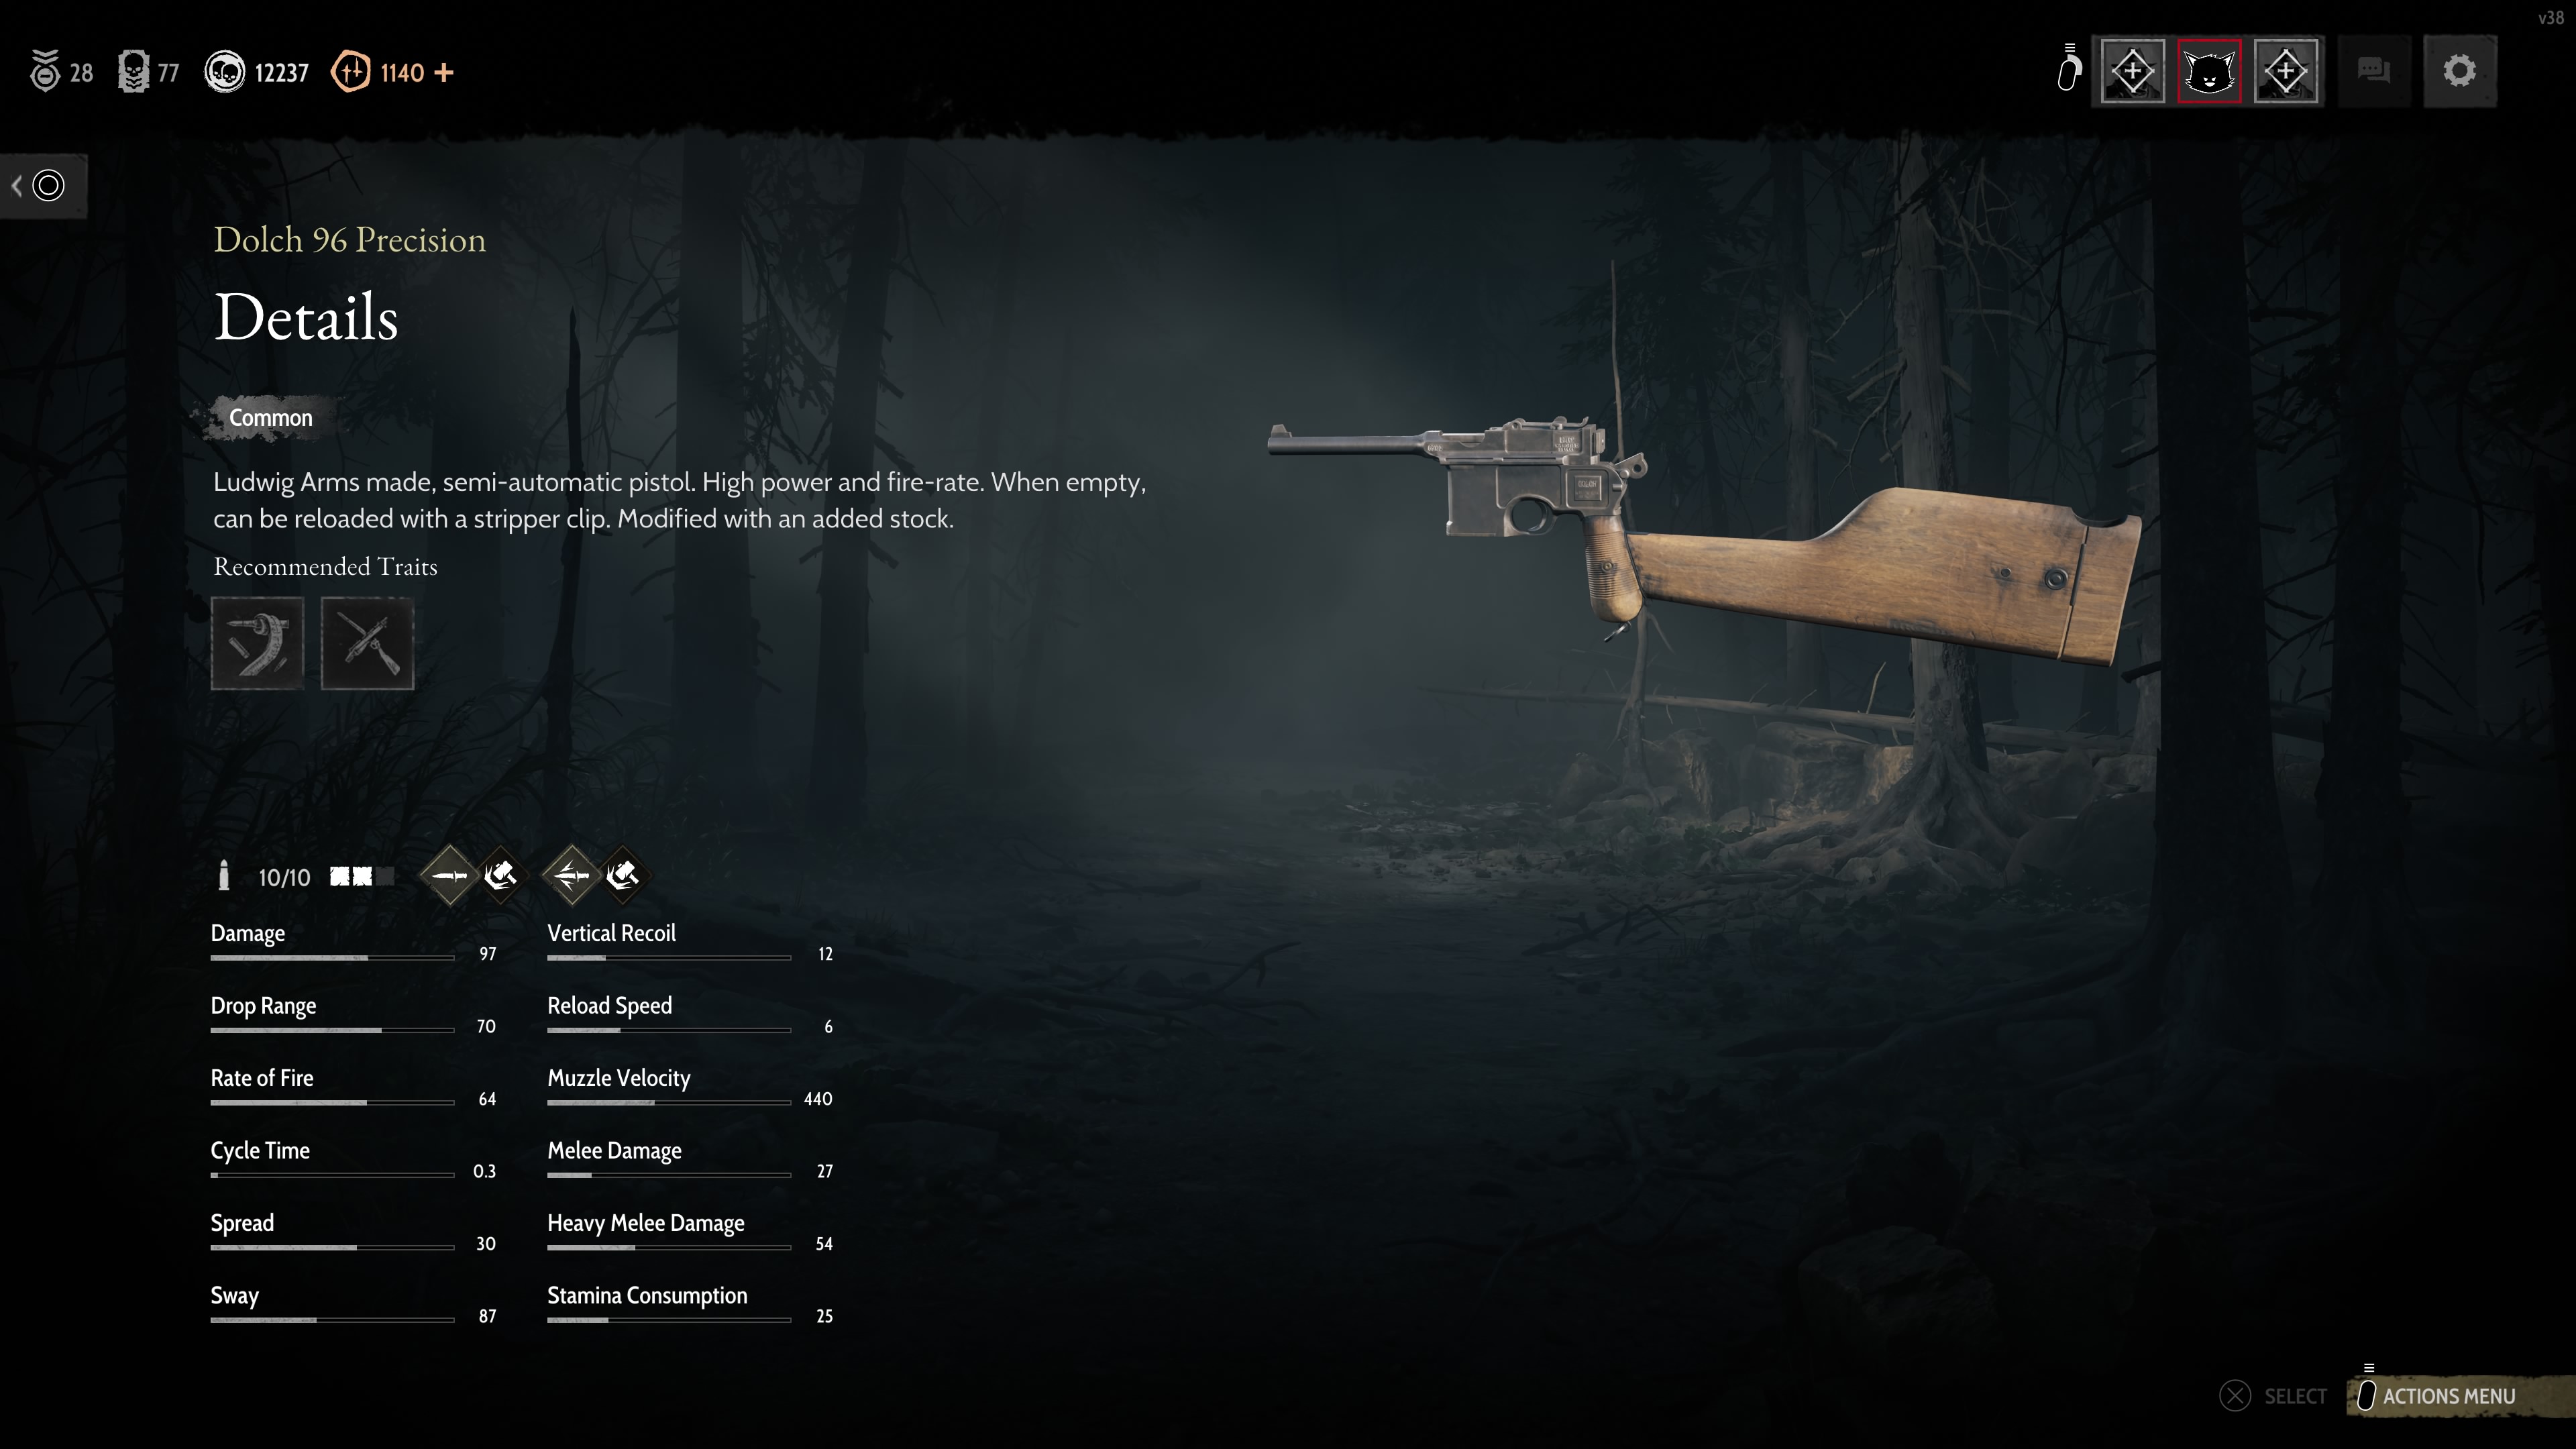 v38
28
77
12237
1140 +
Dolch 96 Precision
Details
Common
Ludwig Arms made, semi-automatic pistol. High power and fire-rate. When empty,
can be reloaded with a stripper clip. Modified with an added stock.
Recommended Traits
DOLCH
10/10
Damage 97
Vertical Recoil 12
Drop Range 70
Reload Speed 6
Rate of Fire 64
Muzzle Velocity 440
Cycle Time 0.3
Melee Damage 27
Spread 30
Heavy Melee Damage 54
Sway 87
Stamina Consumption 25
SELECT
ACTIONS MENU